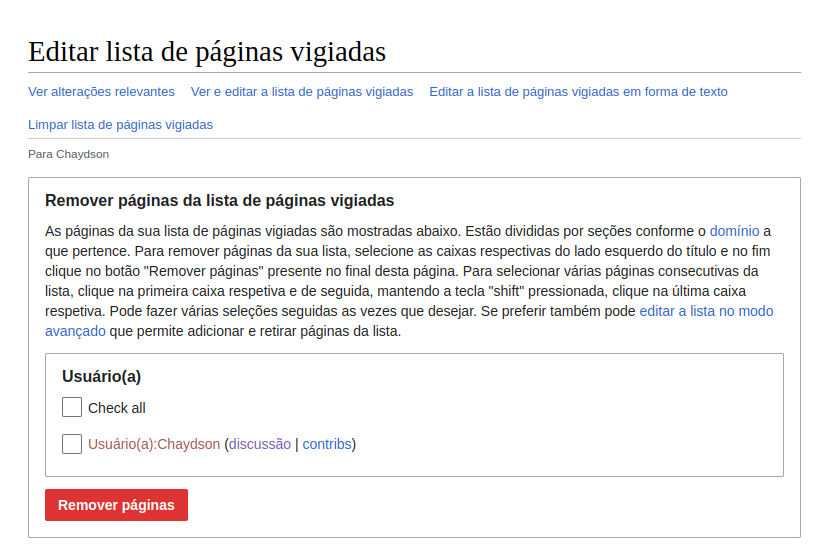 Editar lista de páginas vigiadas
Ver alterações relevantes Ver e editar a lista de páginas vigiadas Editar a lista de páginas vigiadas em forma de texto
Limpar lista de páginas vigiadas
Para Chaydson
Remover páginas da lista de páginas vigiadas
As páginas da sua lista de páginas vigiadas são mostradas abaixo. Estão divididas por seções conforme o domínio a
que pertence. Para remover páginas da sua lista, selecione as caixas respectivas do lado esquerdo do título e no fim
clique no botão "Remover páginas" presente no final desta página. Para selecionar várias páginas consecutivas da
lista, clique na primeira caixa respetiva e de seguida, mantendo a tecla "shift" pressionada, clique na última caixa
respetiva. Pode fazer várias seleções seguidas as vezes que desejar. Se preferir também pode editar a lista no modo
avançado que permite adicionar e retirar páginas da lista.
Usuário(a)
Check all
Usuário(a):Chaydson (discussão | contribs)
Remover páginas